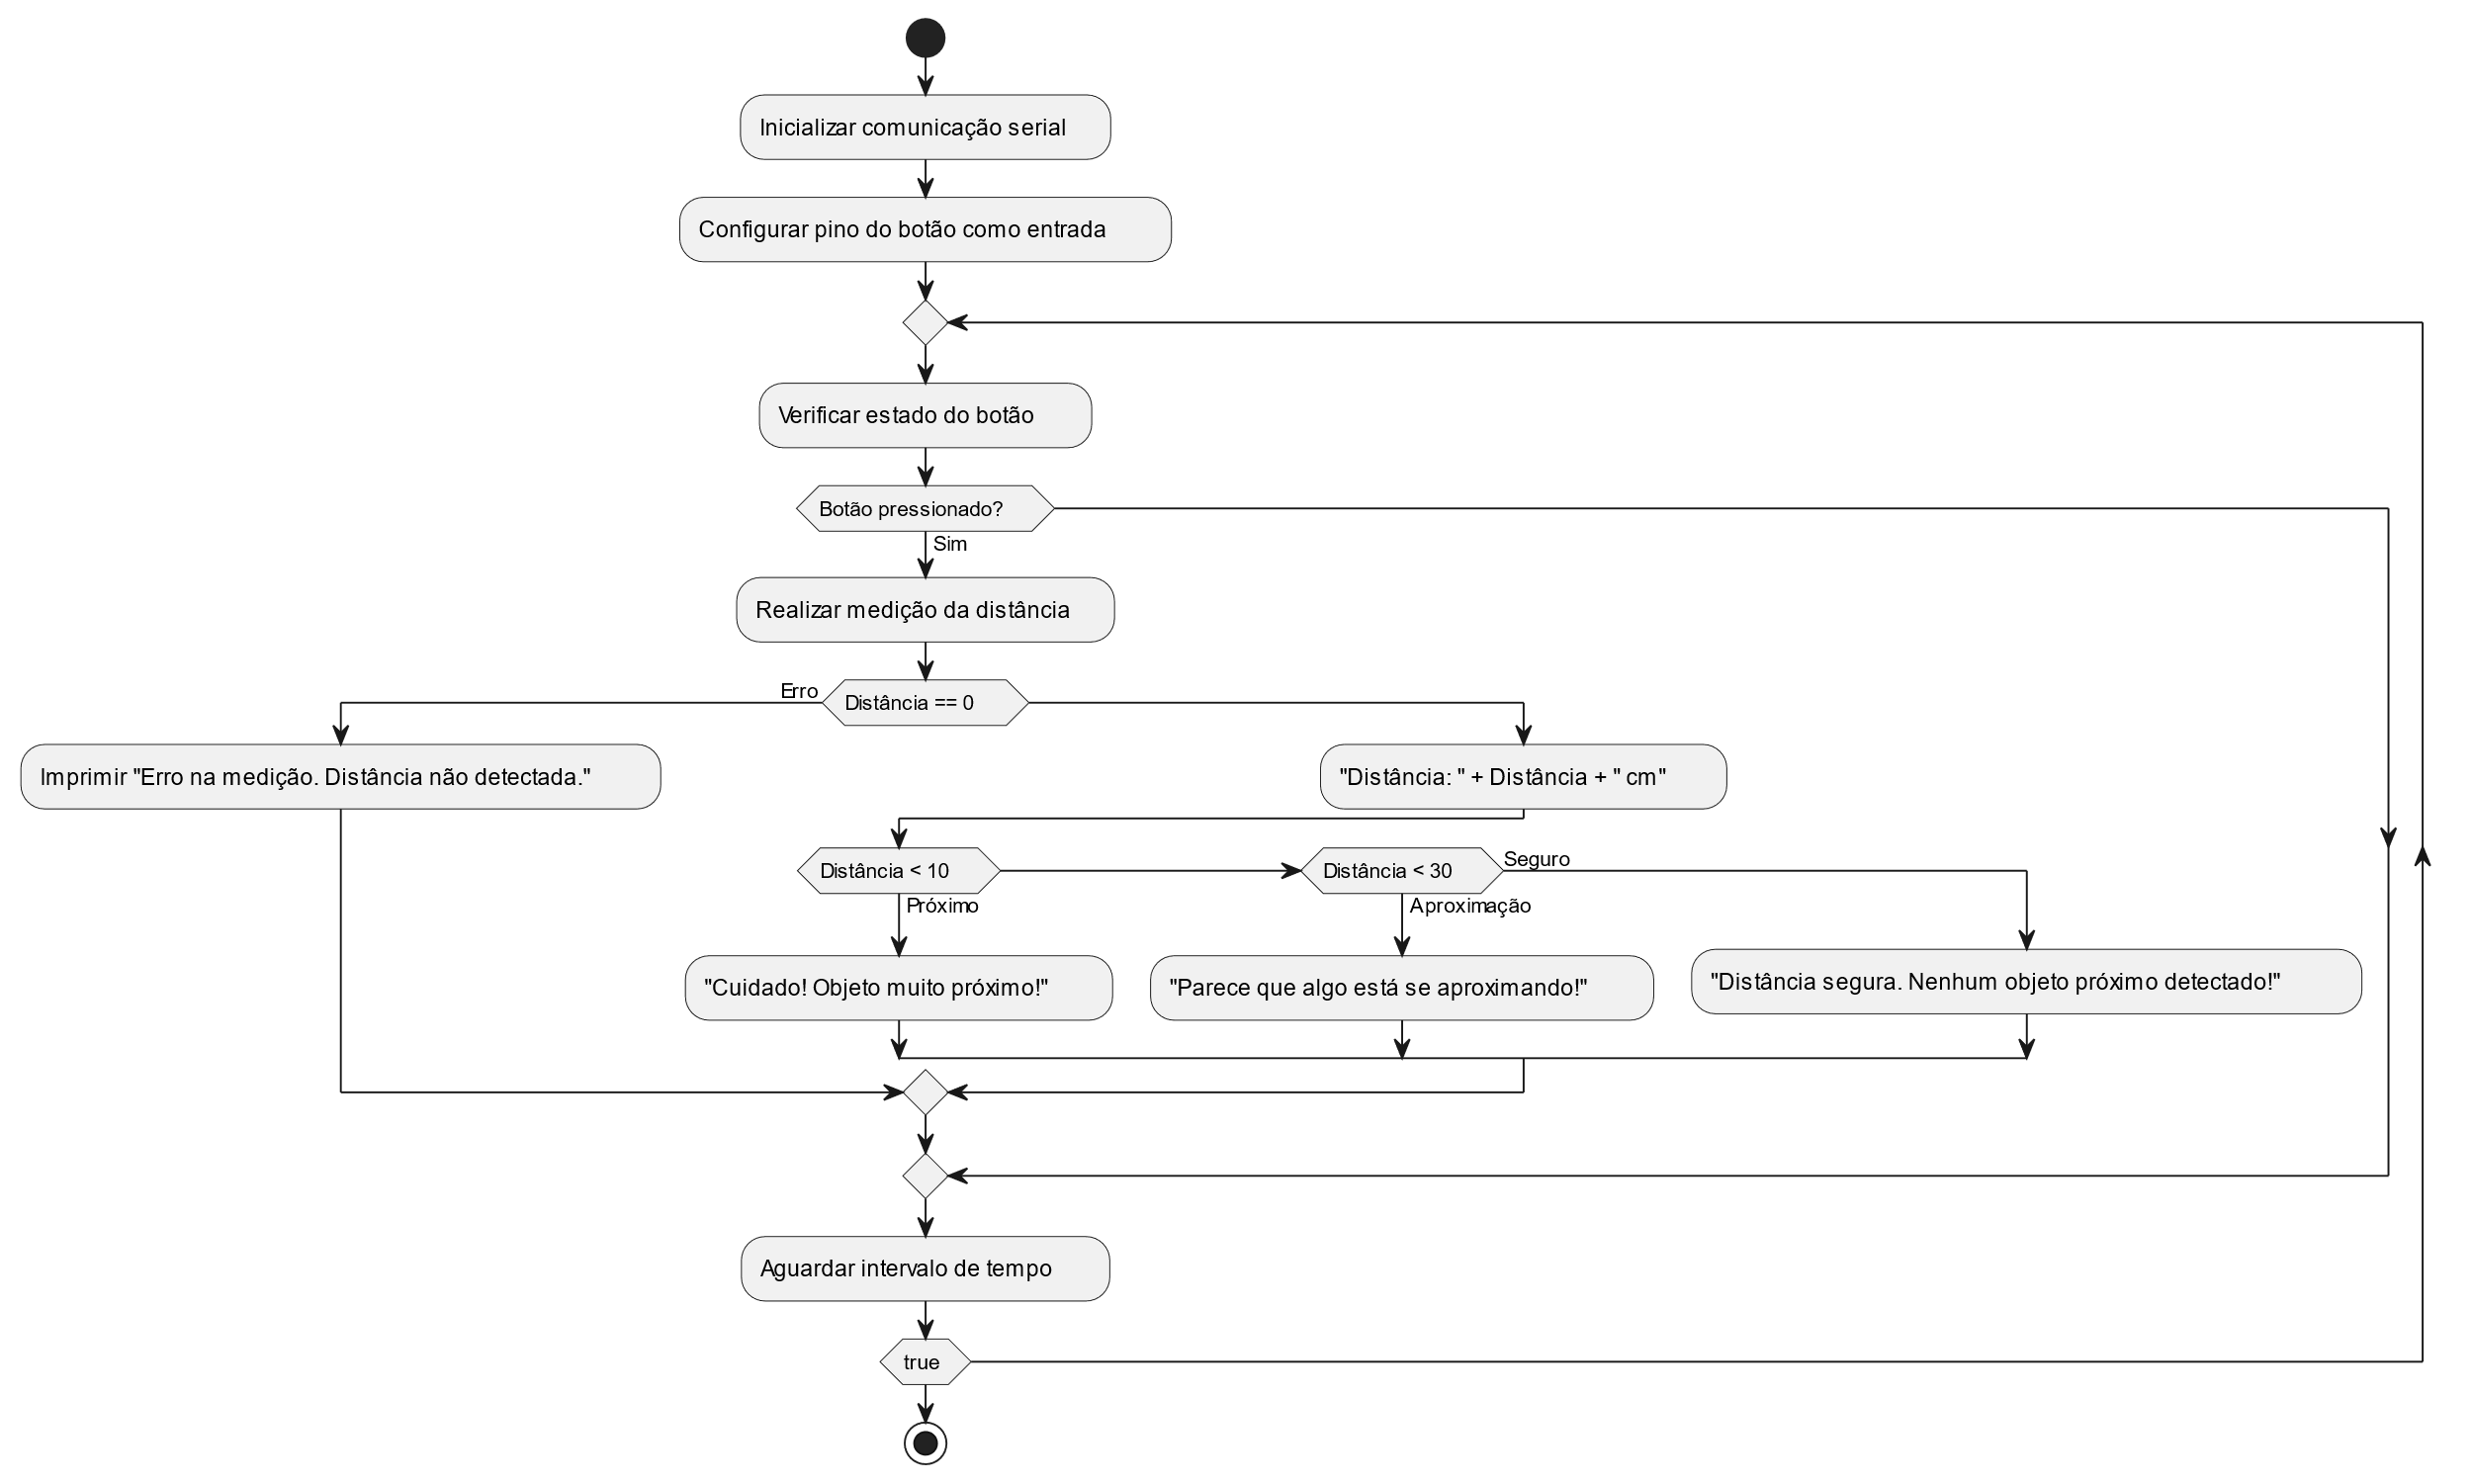 Inicializar comunicação serial
Configurar pino do botão como entrada
Verificar estado do botão
Botão pressionado?
Sim
Realizar medição da distância
Erro
Distância == 0
Imprimir "Erro na medição. Distância não detectada."
"Distância: " + Distância + " cm"
Distância < 10
Distância < 30
Seguro
Próximo
Aproximação
"Cuidado! Objeto muito próximo!"
"Parece que algo está se aproximando!"
"Distância segura. Nenhum objeto próximo detectado!"
Aguardar intervalo de tempo
true